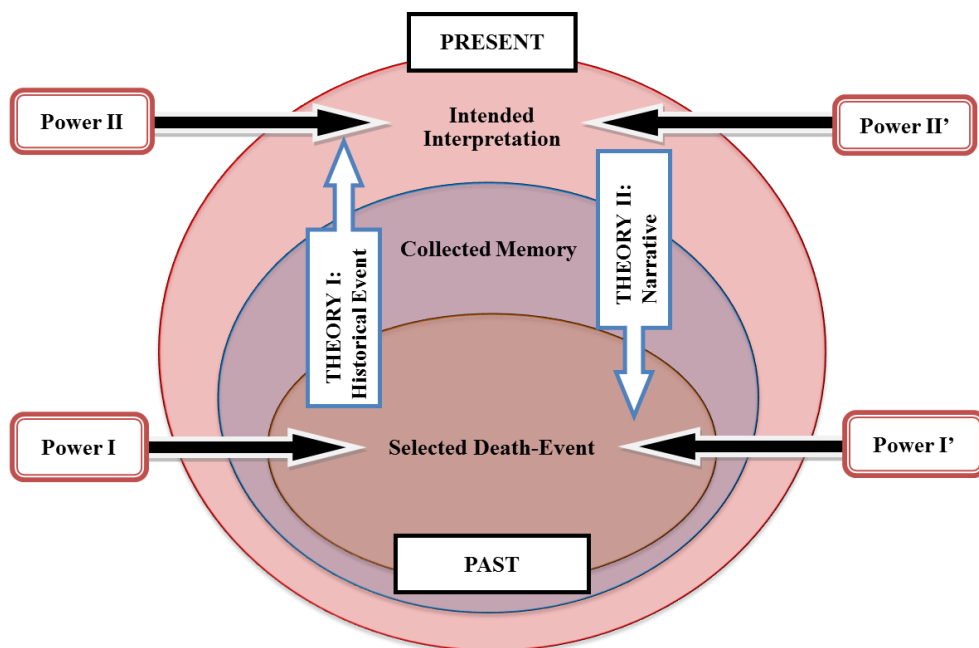 PRESENT
Power II
Intended
Interpretation
Power II’
THEORY I:
Historical Event
Collected Memory
THEORY II:
Narrative
Power I
Selected Death-Event
Power I’
PAST